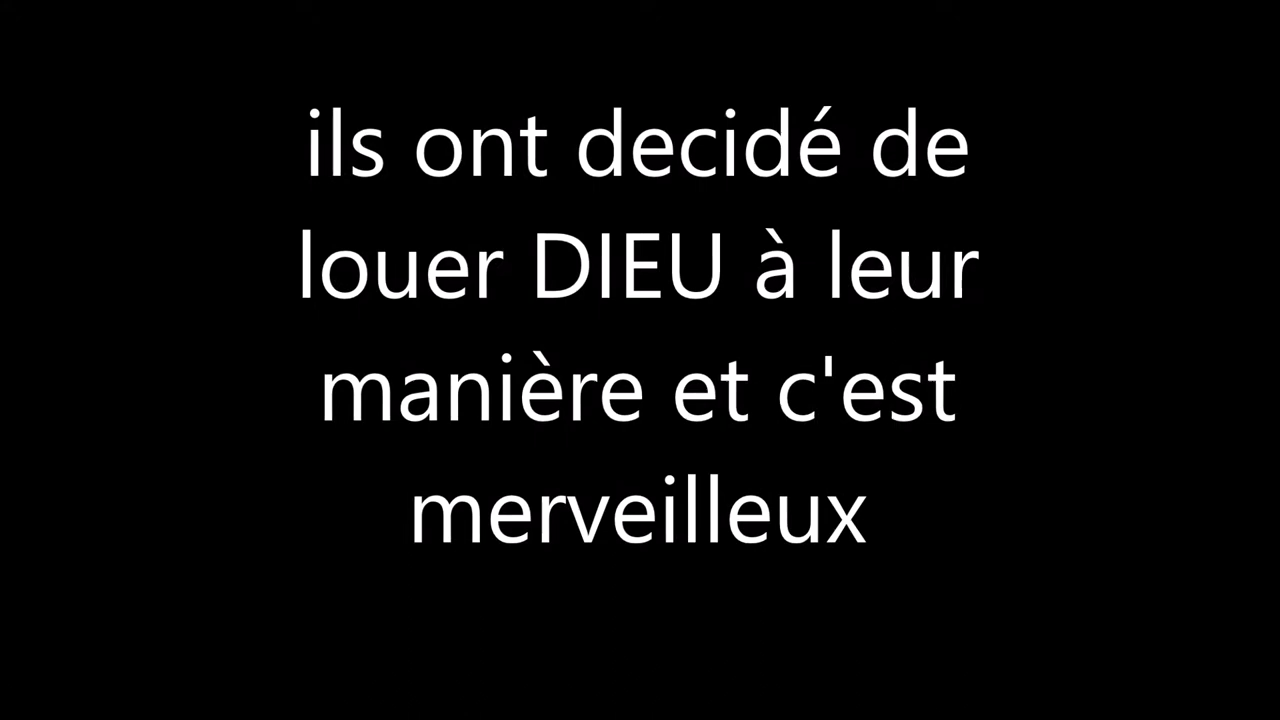 ils ont decidé de
louer DIEU à leur
manière et c'est
merveilleux